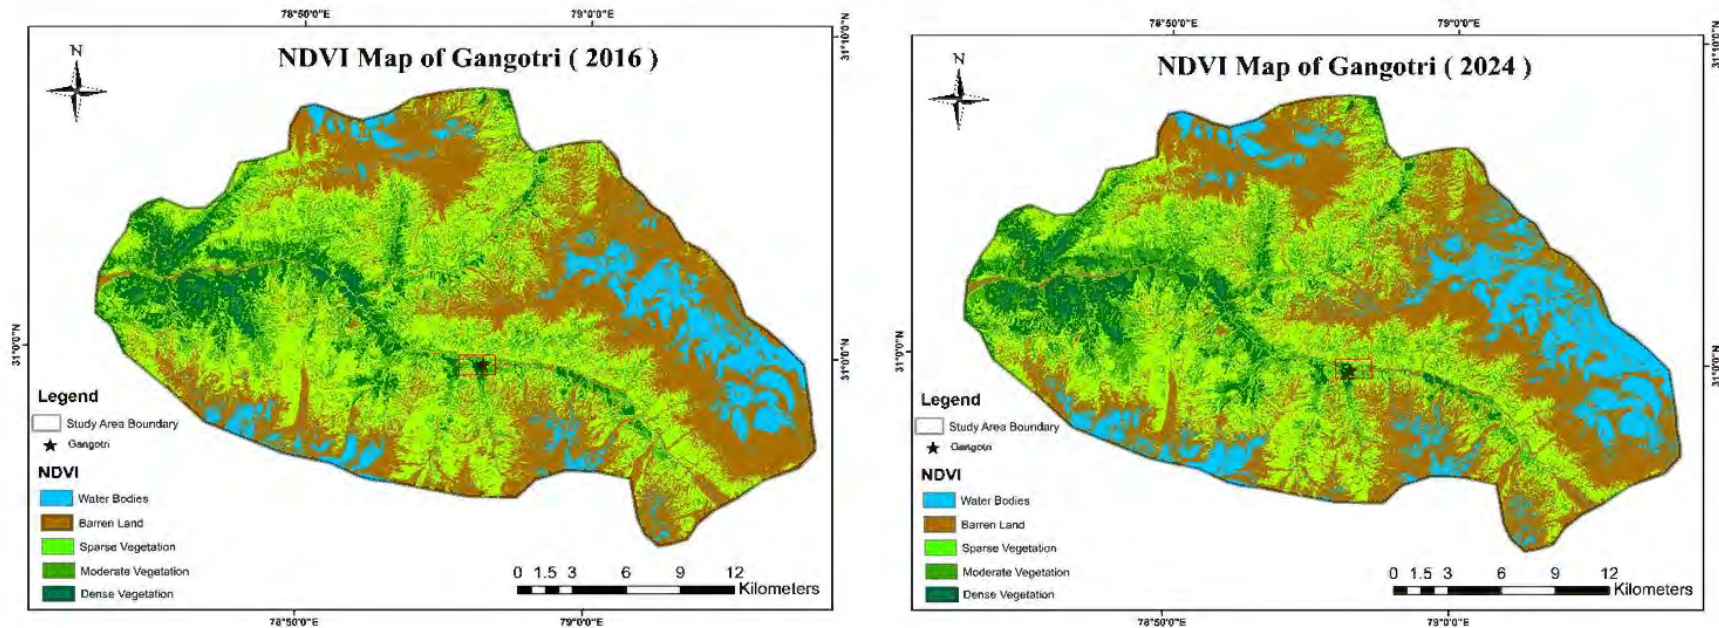 78°50'0"E
79°0'0"E
NDVI Map of Gangotri ( 2016 )
N
31°10'0"N
31°0'0"N
31°0'0"N
Legend
Study Area Boundary
Gangotri
NDVI
Water Bodies
Barren Land
Sparse Vegetation
Moderate Vegetation
Dense Vegetation
0 1.5 3 6 9 12
Kilometers
78°50'0"E
79°0'0"E
78°50'0"E
79°0'0"E
NDVI Map of Gangotri ( 2024 )
N
31°10'0"N
31°0'0"N
31°0'0"N
Legend
Study Area Boundary
Gangotri
NDVI
Water Bodies
Barren Land
Sparse Vegetation
Moderate Vegetation
Dense Vegetation
0 1.5 3 6 9 12
Kilometers
78°50'0"E
79°0'0"E